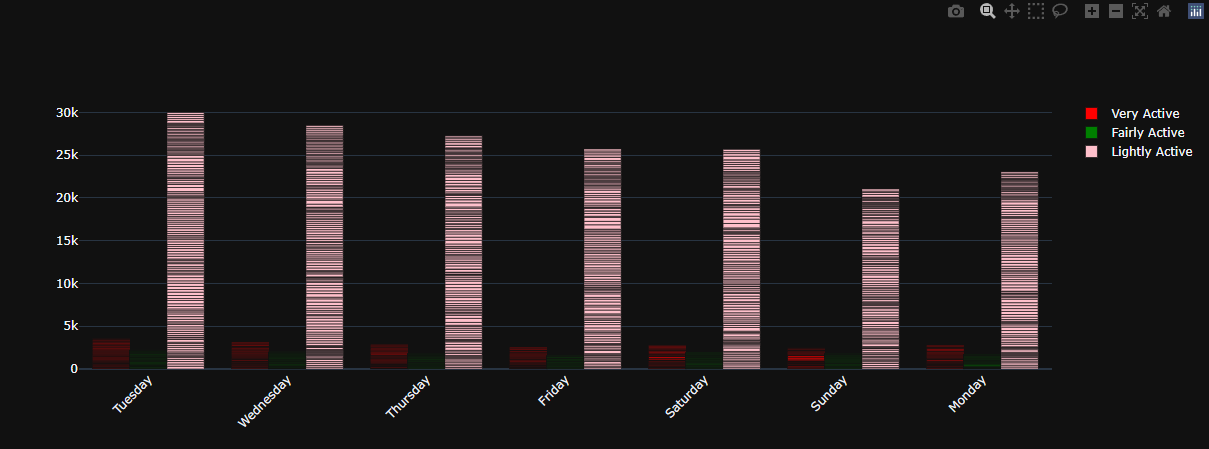 30k
25k
20k
15k
10k
5k
0
Tuesday
Wednesday
Thursday
Friday
Saturday
Sunday
Monday
Very Active
Fairly Active
Lightly Active